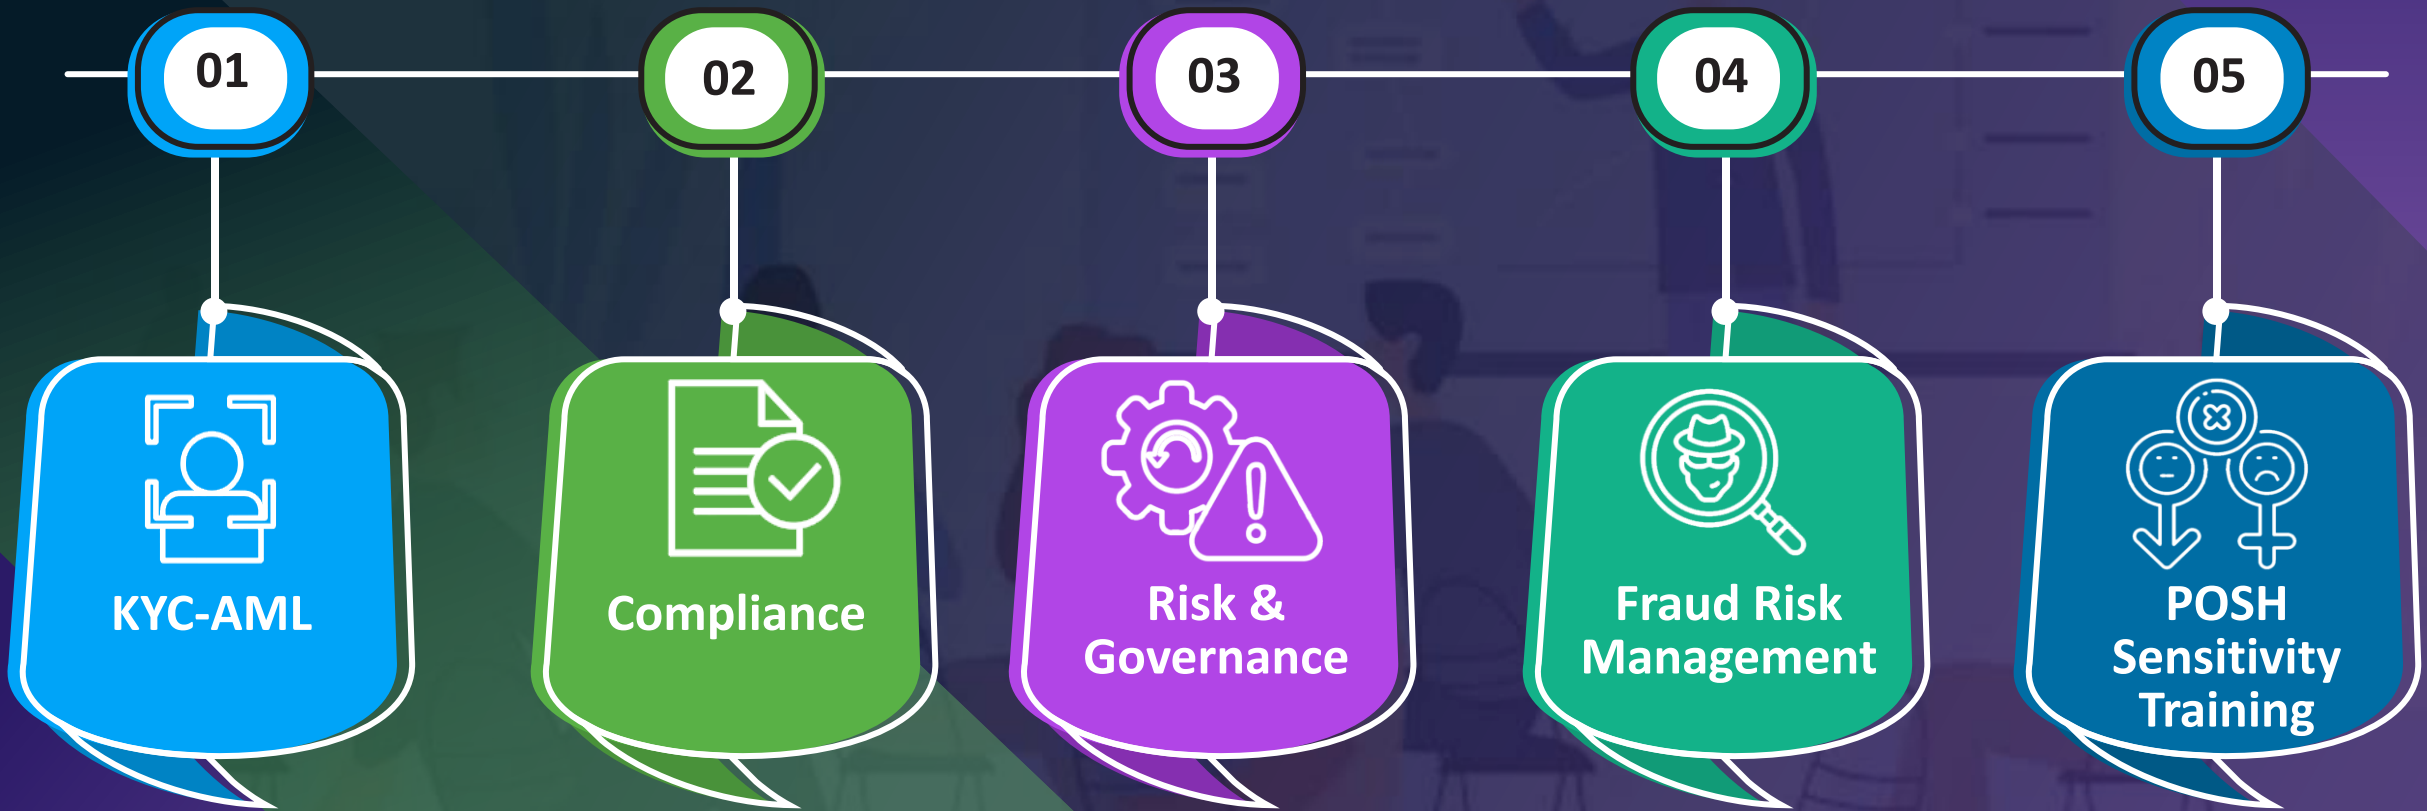 01
02
03
04
05
KYC-AML
Compliance
Risk &
Governance
Fraud Risk
Management
POSH
Sensitivity
Training